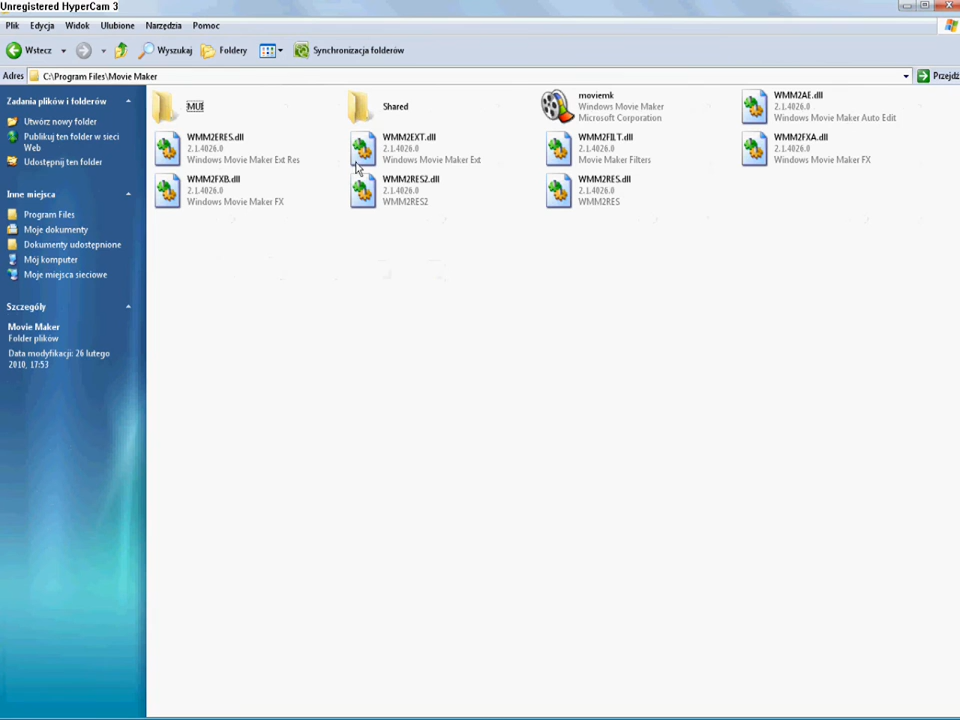 Unregistered HyperCam 3
Plik Edycja Widok Ulubione Narzędzia Pomoc
Wstecz Wyszukaj Foldery Synchronizacja folderów
Adres C:\Program Files\Movie Maker Przejdź
Zadania plików i folderów
Utwórz nowy folder
Publikuj ten folder w sieci
Web
Udostępnij ten folder
Inne miejsca
Program Files
Moje dokumenty
Dokumenty udostępnione
Mój komputer
Moje miejsca sieciowe
Szczegóły
Movie Maker
Folder plików
Data modyfikacji: 26 lutego
2010, 17:53
MUI
Shared
moviemk
Windows Movie Maker
Microsoft Corporation
WMM2AE.dll
2.1.4026.0
Windows Movie Maker Auto Edit
WMM2ERES.dll
2.1.4026.0
Windows Movie Maker Ext Res
WMM2EXT.dll
2.1.4026.0
Windows Movie Maker Ext
WMM2FILT.dll
2.1.4026.0
Movie Maker Filters
WMM2FXA.dll
2.1.4026.0
Windows Movie Maker FX
WMM2FXB.dll
2.1.4026.0
Windows Movie Maker FX
WMM2RES2.dll
2.1.4026.0
WMM2RES2
WMM2RES.dll
2.1.4026.0
WMM2RES